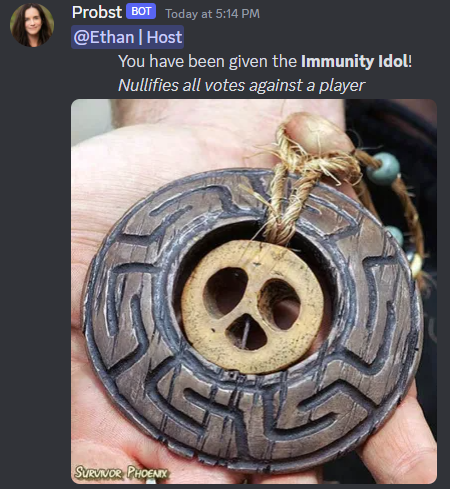 Probst BOT Today at 5:14 PM
@Ethan | Host
You have been given the Immunity Idol!
Nullifies all votes against a player
SURVIVOR PHOENIX